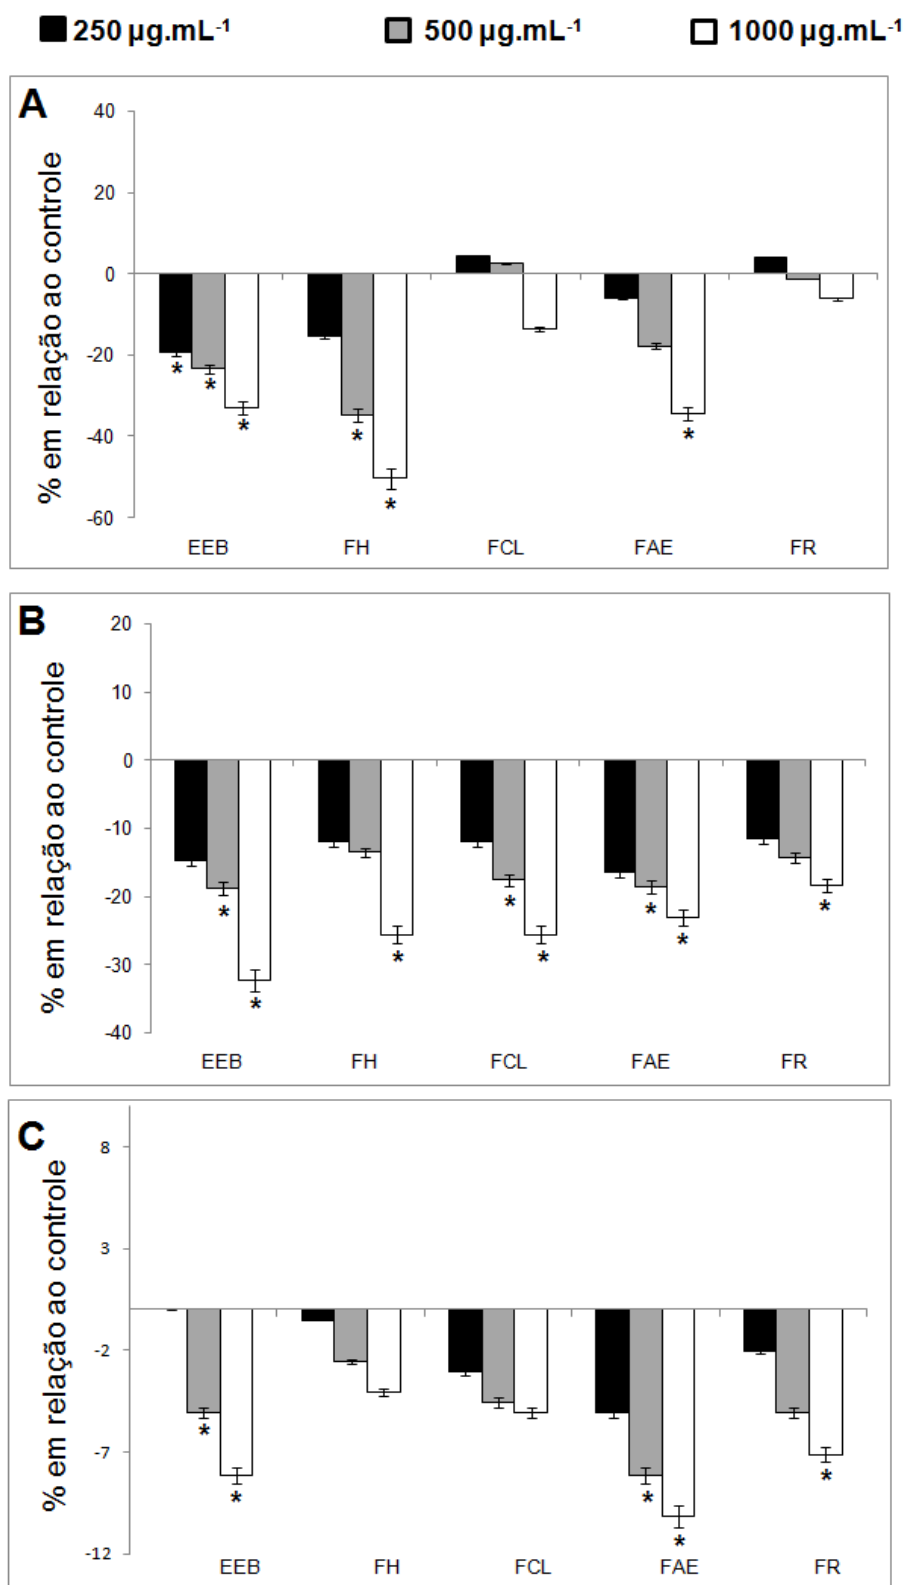 250 µg.mL⁻¹ 500 µg.mL⁻¹ 1000 µg.mL⁻¹
A
% em relação ao controle
40
20
0
-20
-40
-60
* * *
* *
*
EEB FH FCL FAE FR
B
% em relação ao controle
20
10
0
-10
-20
-30
-40
* *
*
* *
* *
*
EEB FH FCL FAE FR
C
% em relação ao controle
8
3
-2
-7
-12
* *
* *
*
EEB FH FCL FAE FR